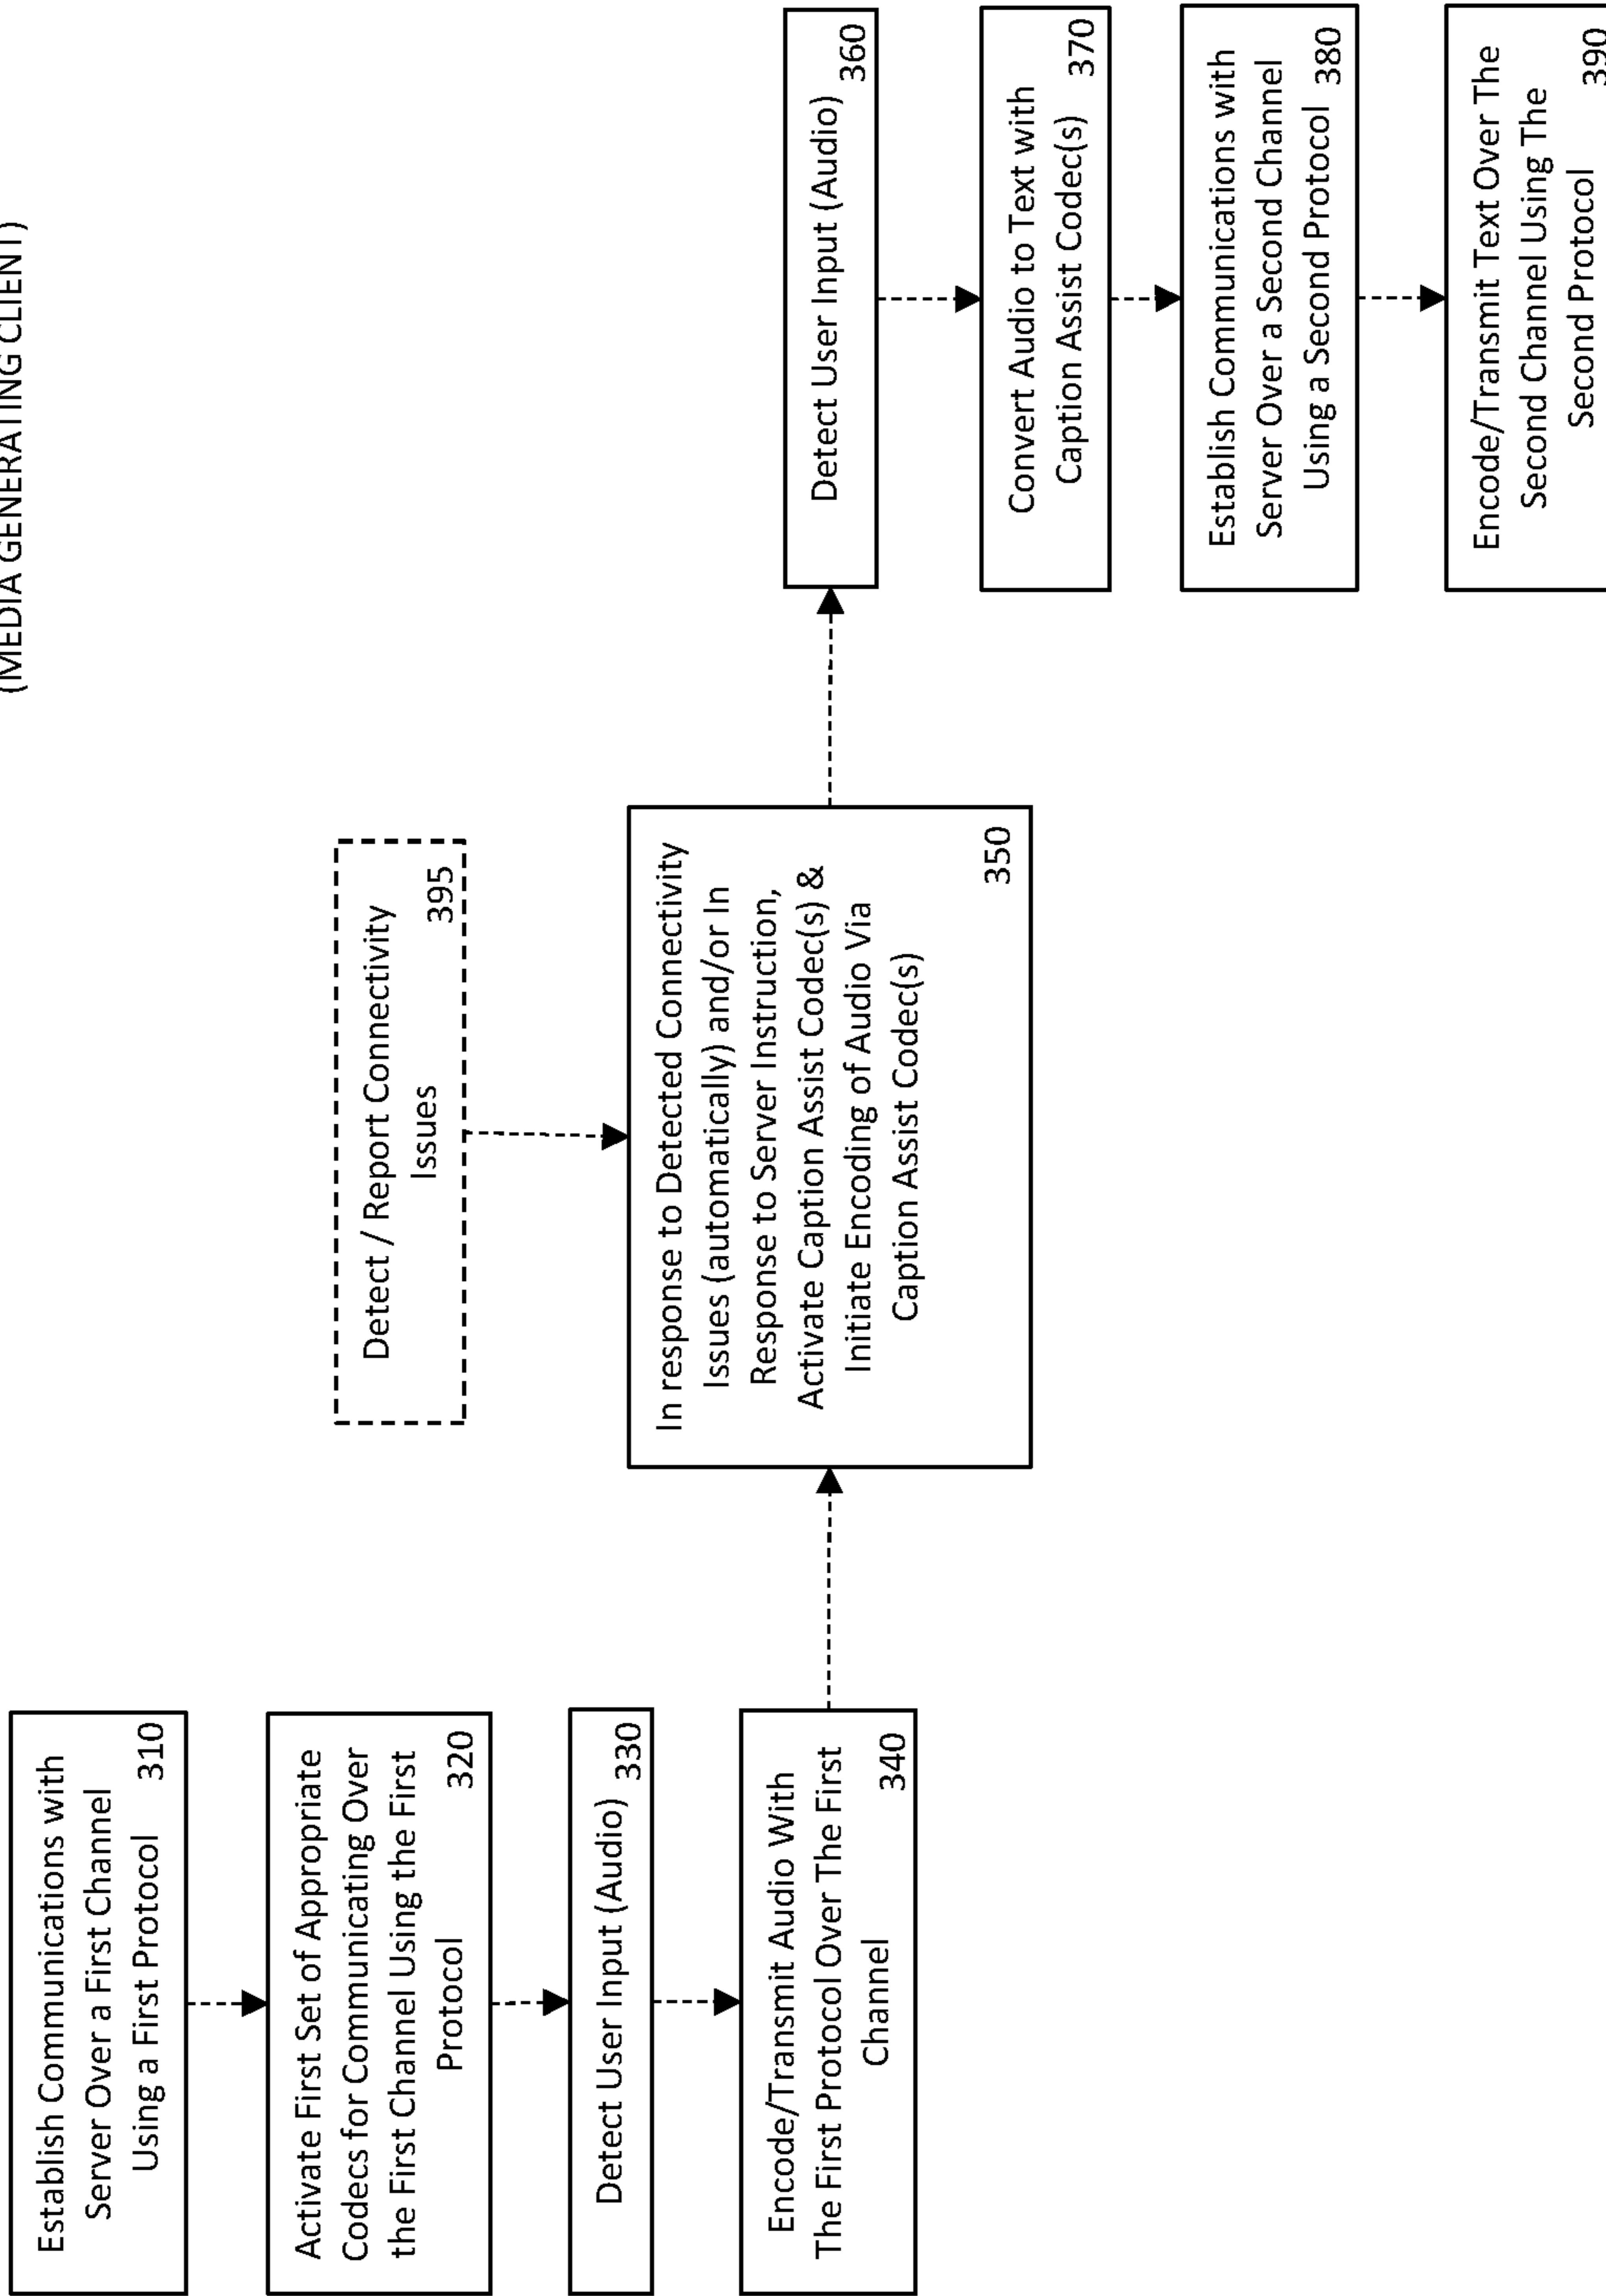 (MEDIA GENERATING CLIENT)
Establish Communications with
Server Over a First Channel
Using a First Protocol 310
Activate First Set of Appropriate
Codecs for Communicating Over
the First Channel Using the First
Protocol 320
Detect User Input (Audio) 330
Encode/Transmit Audio With
The First Protocol Over The First
Channel 340
Detect / Report Connectivity
Issues 395
In response to Detected Connectivity
Issues (automatically) and/or In
Response to Server Instruction,
Activate Caption Assist Codec(s) &
Initiate Encoding of Audio Via
Caption Assist Codec(s)
350
Detect User Input (Audio) 360
Convert Audio to Text with
Caption Assist Codec(s) 370
Establish Communications with
Server Over a Second Channel
Using a Second Protocol 380
Encode/Transmit Text Over The
Second Channel Using The
Second Protocol 390